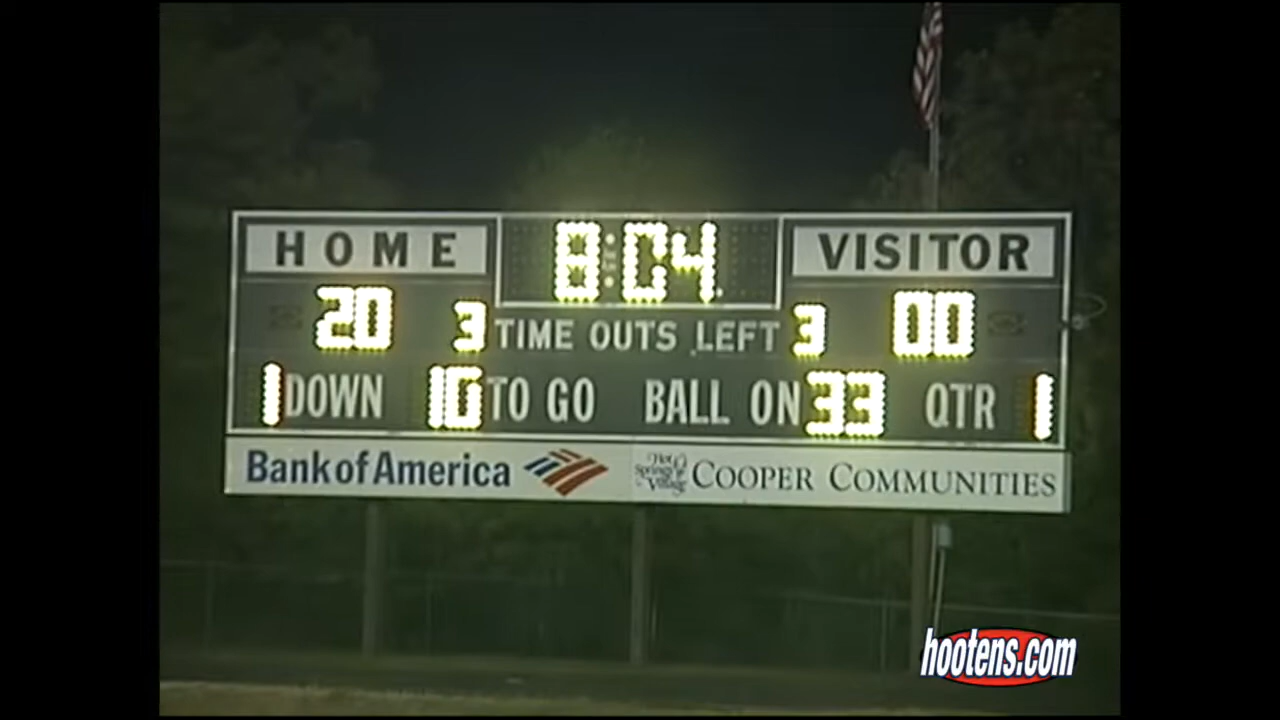 HOME 8:04 VISITOR
20 3 TIME OUTS LEFT 3 00
1 DOWN 10 TO GO BALL ON 33 QTR 1
Bank of America Hot Springs Village COOPER COMMUNITIES
hootens.com